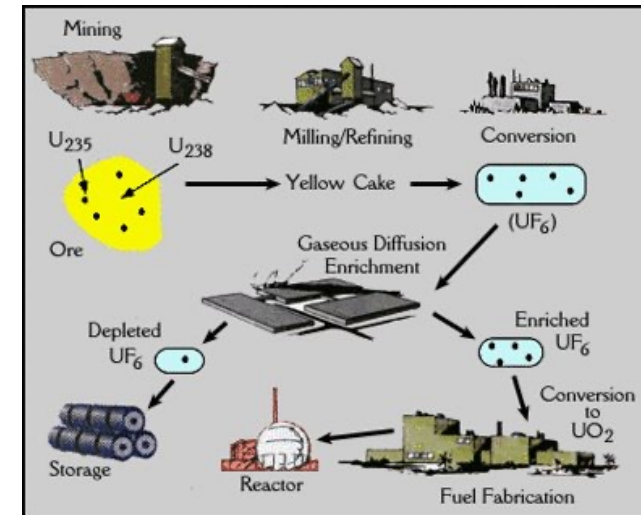 Mining
Milling/Refining
Conversion
U235
U238
Ore
Yellow Cake
(UF6)
Gaseous Diffusion
Enrichment
Depleted
UF6
Enriched
UF6
Conversion
to
UO2
Storage
Reactor
Fuel Fabrication